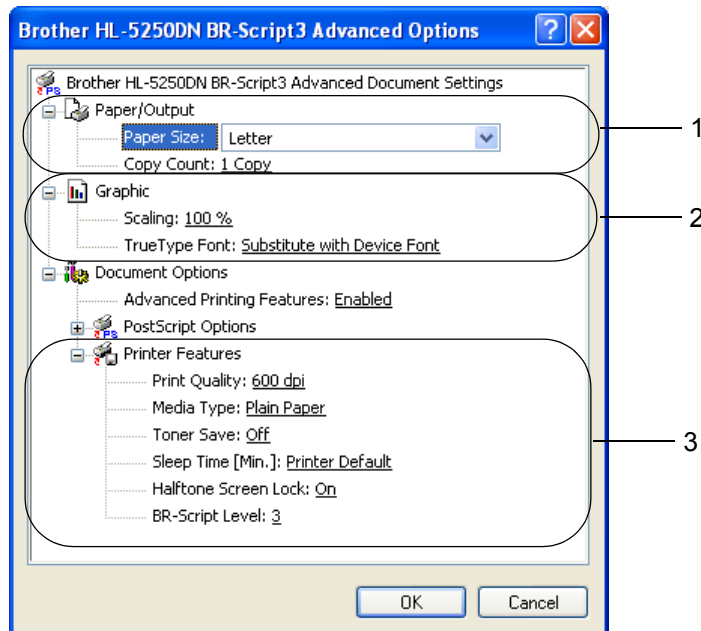 Brother HL-5250DN BR-Script3 Advanced Options
Brother HL-5250DN BR-Script3 Advanced Document Settings
Paper/Output
Paper Size: Letter
1
Copy Count: 1 Copy
Graphic
Scaling: 100 %
2
TrueType Font: Substitute with Device Font
Document Options
Advanced Printing Features: Enabled
PostScript Options
Printer Features
Print Quality: 600 dpi
Media Type: Plain Paper
Toner Save: Off
3
Sleep Time [Min.]: Printer Default
Halftone Screen Lock: On
BR-Script Level: 3
OK
Cancel